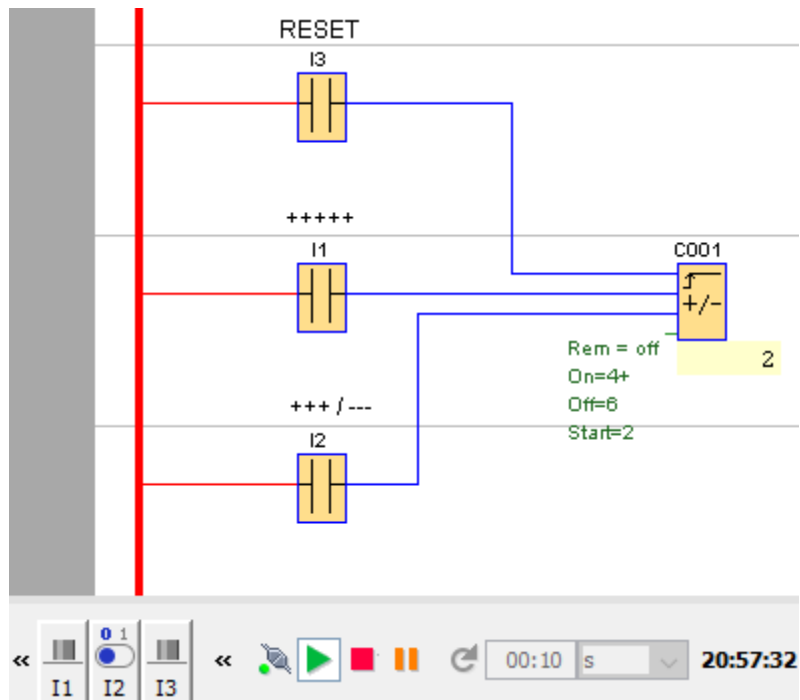 RESET
I3
+++++
I1
C001
+/-
2
Rem = off
On=4+
Off=6
Start=2
+++ / ---
I2
« 0 1 « 00:10 s 20:57:32
I1 I2 I3